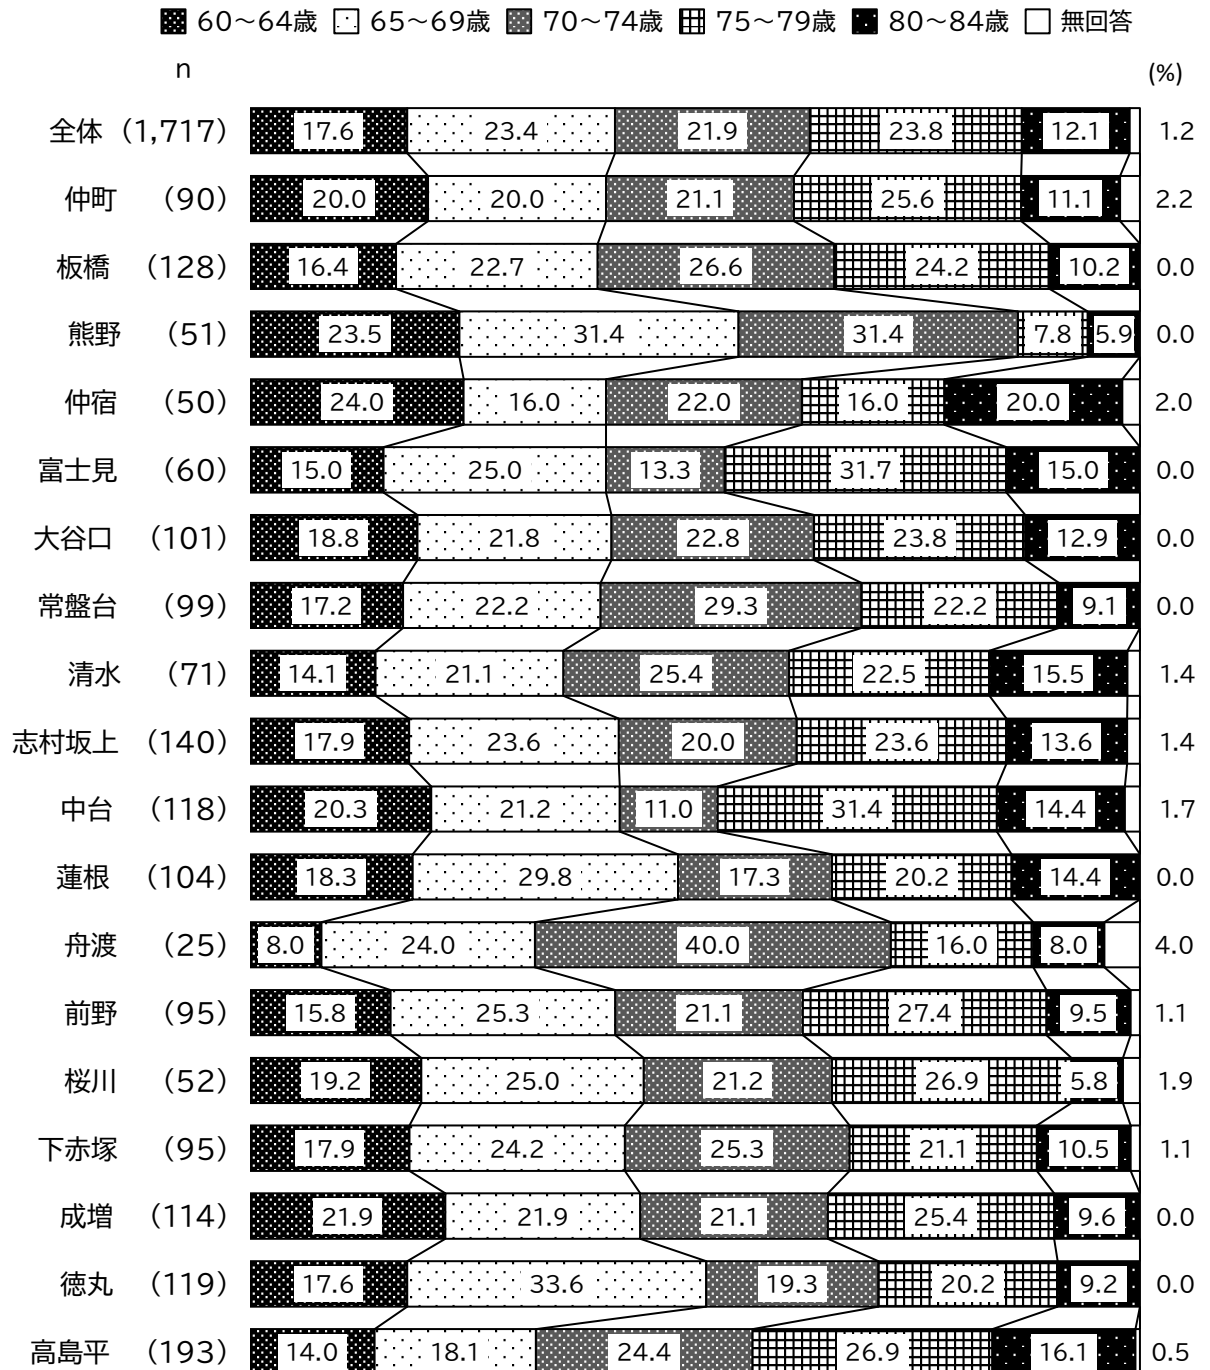 60～64歳 65～69歳 70～74歳 75～79歳 80～84歳 無回答
n (%)
全体（1,717） 17.6 23.4 21.9 23.8 12.1 1.2
仲町（90） 20.0 20.0 21.1 25.6 11.1 2.2
板橋（128） 16.4 22.7 26.6 24.2 10.2 0.0
熊野（51） 23.5 31.4 31.4 7.8 5.9 0.0
仲宿（50） 24.0 16.0 22.0 16.0 20.0 2.0
富士見（60） 15.0 25.0 13.3 31.7 15.0 0.0
大谷口（101） 18.8 21.8 22.8 23.8 12.9 0.0
常盤台（99） 17.2 22.2 29.3 22.2 9.1 0.0
清水（71） 14.1 21.1 25.4 22.5 15.5 1.4
志村坂上（140） 17.9 23.6 20.0 23.6 13.6 1.4
中台（118） 20.3 21.2 11.0 31.4 14.4 1.7
蓮根（104） 18.3 29.8 17.3 20.2 14.4 0.0
舟渡（25） 8.0 24.0 40.0 16.0 8.0 4.0
前野（95） 15.8 25.3 21.1 27.4 9.5 1.1
桜川（52） 19.2 25.0 21.2 26.9 5.8 1.9
下赤塚（95） 17.9 24.2 25.3 21.1 10.5 1.1
成増（114） 21.9 21.9 21.1 25.4 9.6 0.0
徳丸（119） 17.6 33.6 19.3 20.2 9.2 0.0
高島平（193） 14.0 18.1 24.4 26.9 16.1 0.5